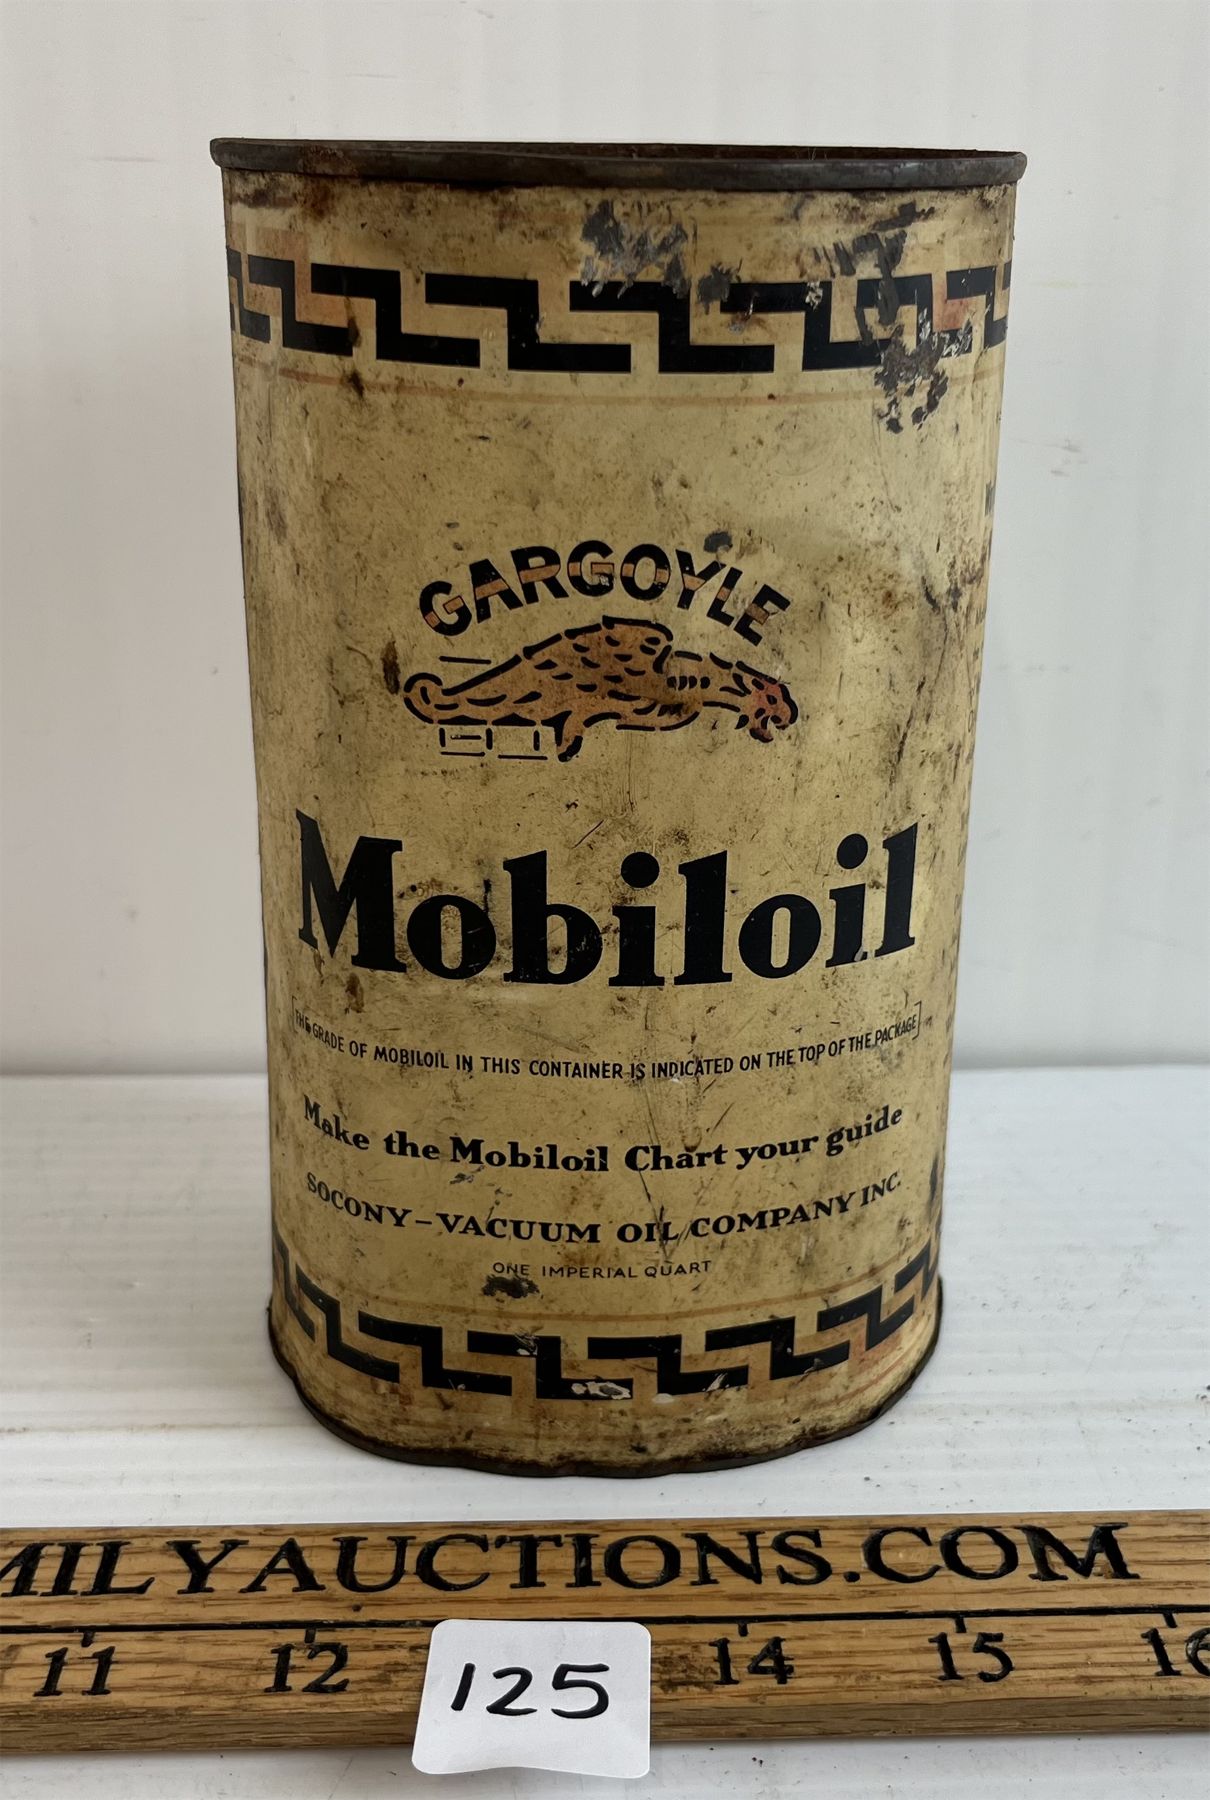 GARGOYLE
Mobiloil
[THE GRADE OF MOBILOIL IN THIS CONTAINER IS INDICATED ON THE TOP OF THE PACKAGE]
Make the Mobiloil Chart your guide
SOCONY-VACUUM OIL COMPANY INC.
ONE IMPERIAL QUART
MILYAUCTIONS.COM
11 12 14 15 16
125